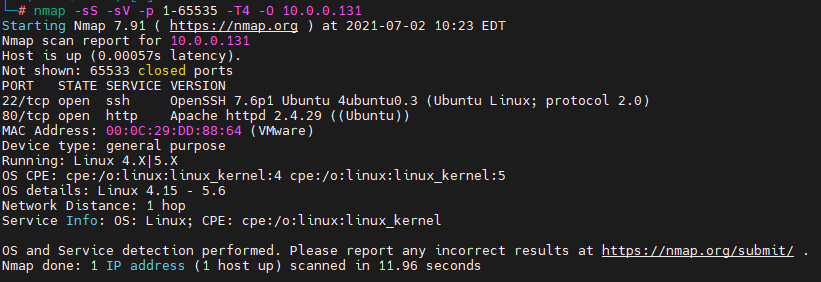 └─# nmap -sS -sV -p 1-65535 -T4 -O 10.0.0.131
Starting Nmap 7.91 ( https://nmap.org ) at 2021-07-02 10:23 EDT
Nmap scan report for 10.0.0.131
Host is up (0.00057s latency).
Not shown: 65533 closed ports
PORT   STATE SERVICE VERSION
22/tcp open  ssh     OpenSSH 7.6p1 Ubuntu 4ubuntu0.3 (Ubuntu Linux; protocol 2.0)
80/tcp open  http    Apache httpd 2.4.29 ((Ubuntu))
MAC Address: 00:0C:29:DD:88:64 (VMware)
Device type: general purpose
Running: Linux 4.X|5.X
OS CPE: cpe:/o:linux:linux_kernel:4 cpe:/o:linux:linux_kernel:5
OS details: Linux 4.15 - 5.6
Network Distance: 1 hop
Service Info: OS: Linux; CPE: cpe:/o:linux:linux_kernel

OS and Service detection performed. Please report any incorrect results at https://nmap.org/submit/ .
Nmap done: 1 IP address (1 host up) scanned in 11.96 seconds